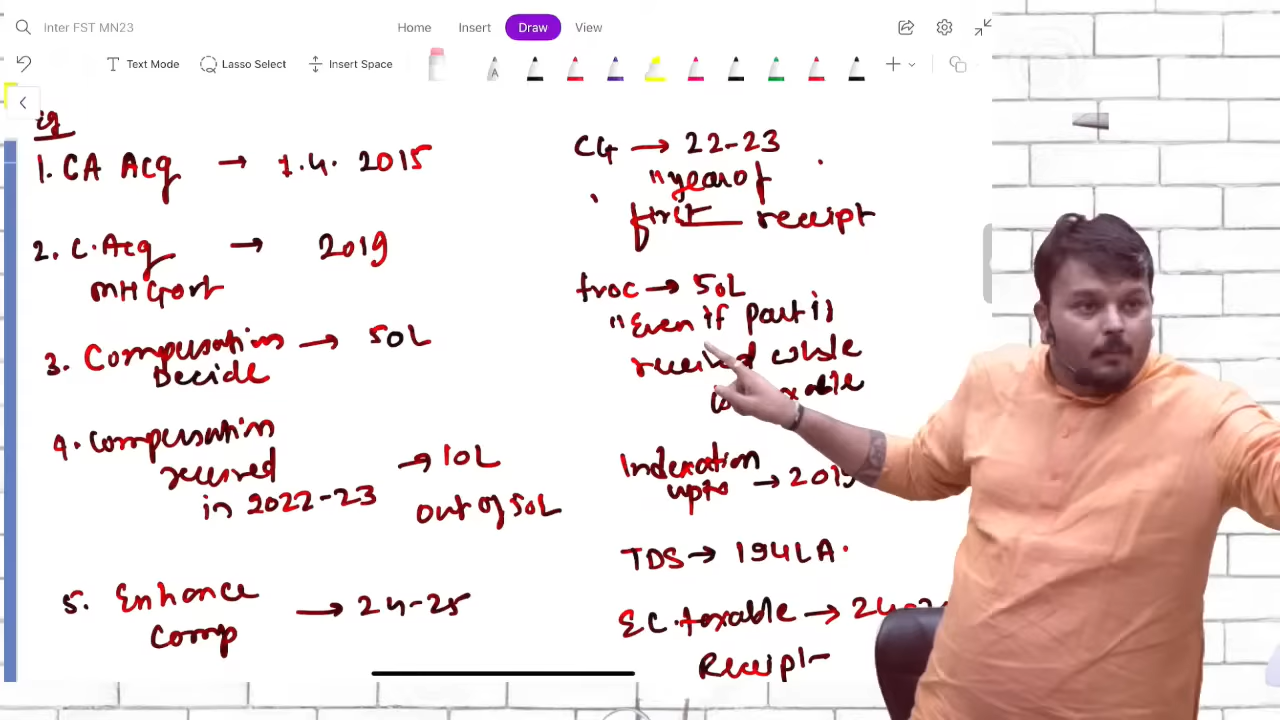 Inter FST MN23
Home Insert Draw View
Text Mode Lasso Select Insert Space
eg
1. CA Acq → 1.4. 2015
2. C. Acq → 2019
MH Govt
3. Compensation → 50L
Decide
4. Compensation
received → 10L
in 2022-23 out of 50L
5. Enhance → 24-25
Comp
CG → 22-23
"year of
first receipt
fvoc → 50L
"Even if part is
received whole
taxable
Indexation
upto → 2019
TDS → 194LA.
EC. taxable →
Receipt